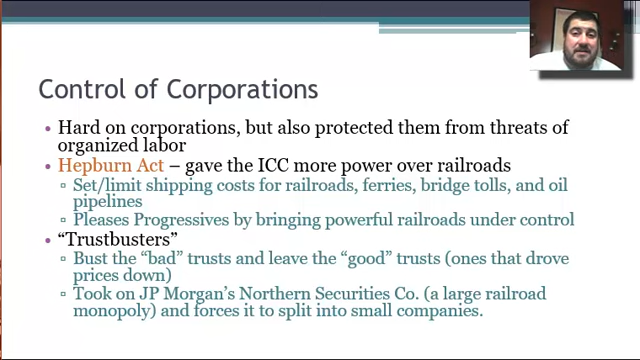 Control of Corporations
• Hard on corporations, but also protected them from threats of
organized labor
• Hepburn Act – gave the ICC more power over railroads
▫ Set/limit shipping costs for railroads, ferries, bridge tolls, and oil
pipelines
▫ Pleases Progressives by bringing powerful railroads under control
• “Trustbusters”
▫ Bust the “bad” trusts and leave the “good” trusts (ones that drove
prices down)
▫ Took on JP Morgan’s Northern Securities Co. (a large railroad
monopoly) and forces it to split into small companies.